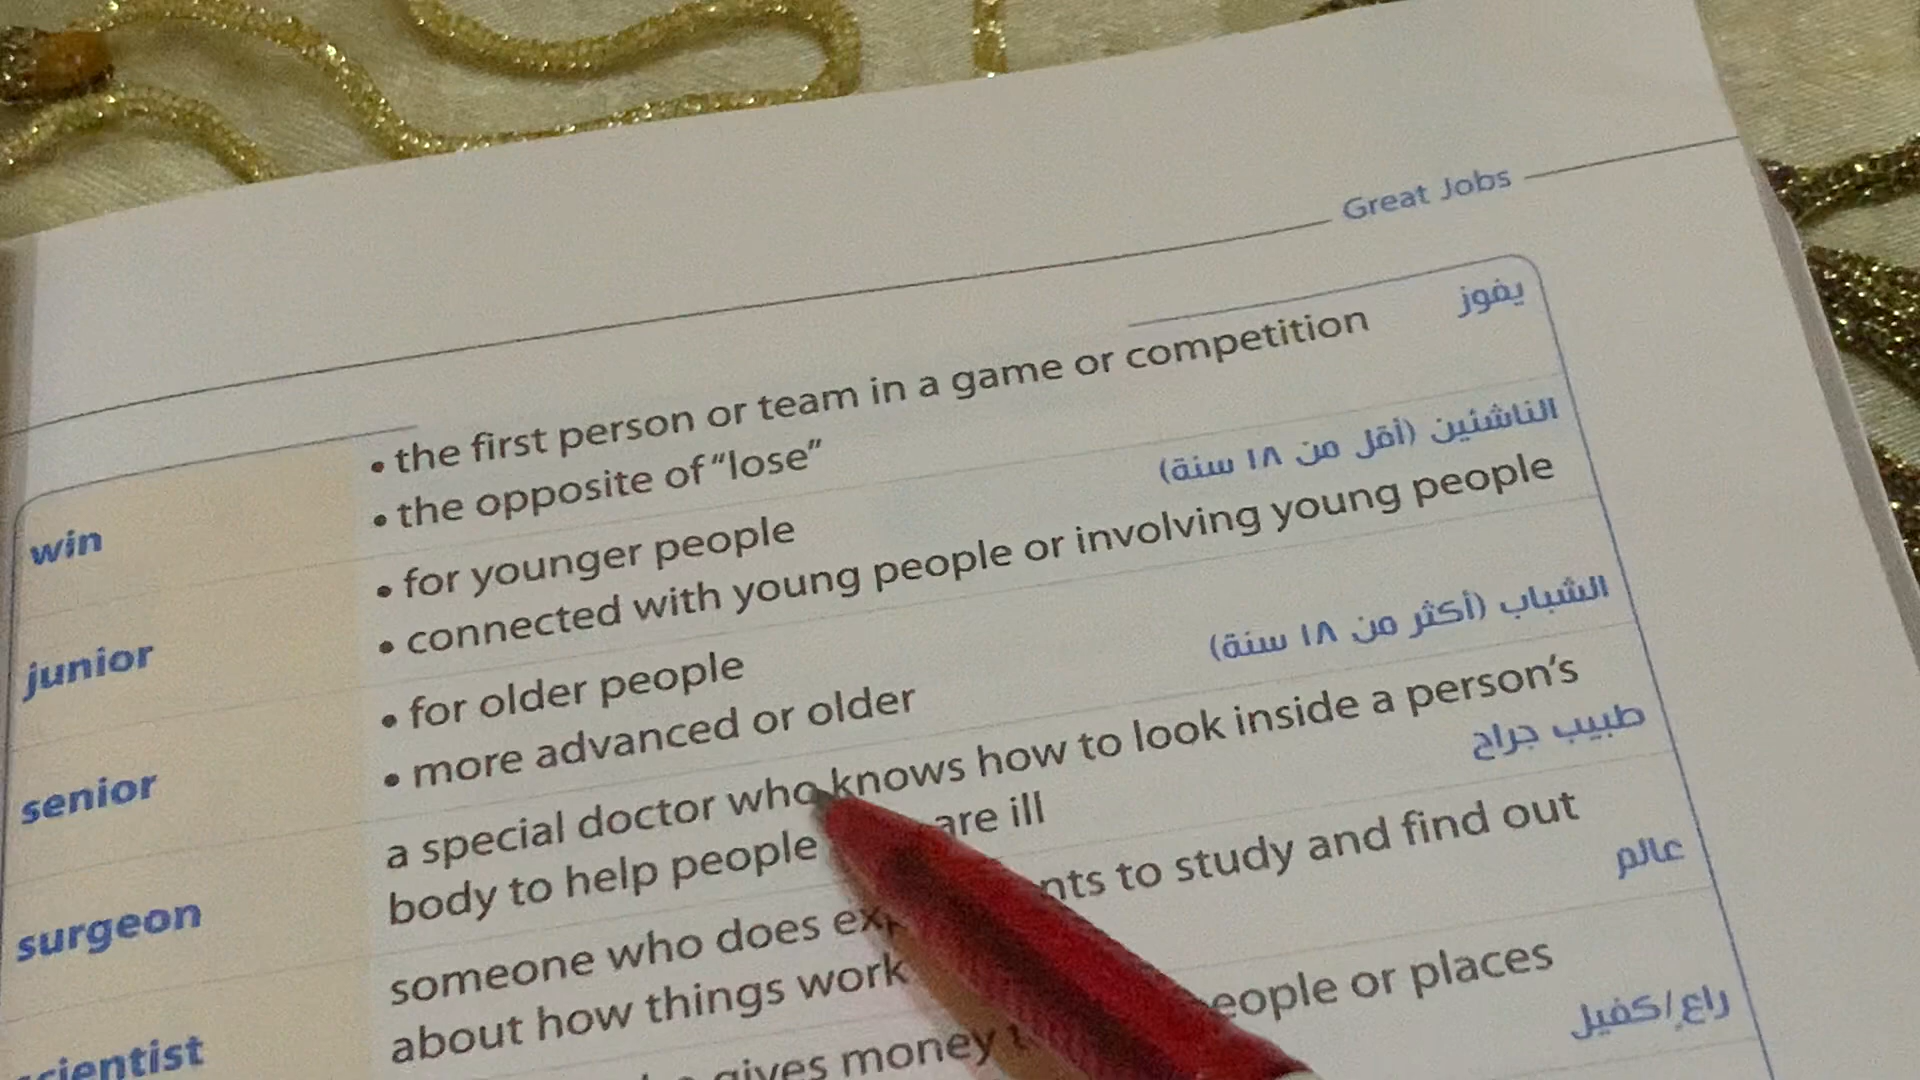 Great Jobs
win
• the first person or team in a game or competition
يفوز
• the opposite of “lose”
junior
• for younger people
الناشئين (أقل من ١٨ سنة)
• connected with young people or involving young people
senior
• for older people
الشباب (أكثر من ١٨ سنة)
• more advanced or older
surgeon
a special doctor who knows how to look inside a person’s
body to help people are ill
طبيب جراح
someone who does to study and find out
about how things work
عالم
gives money people or places
راعٍ/كفيل